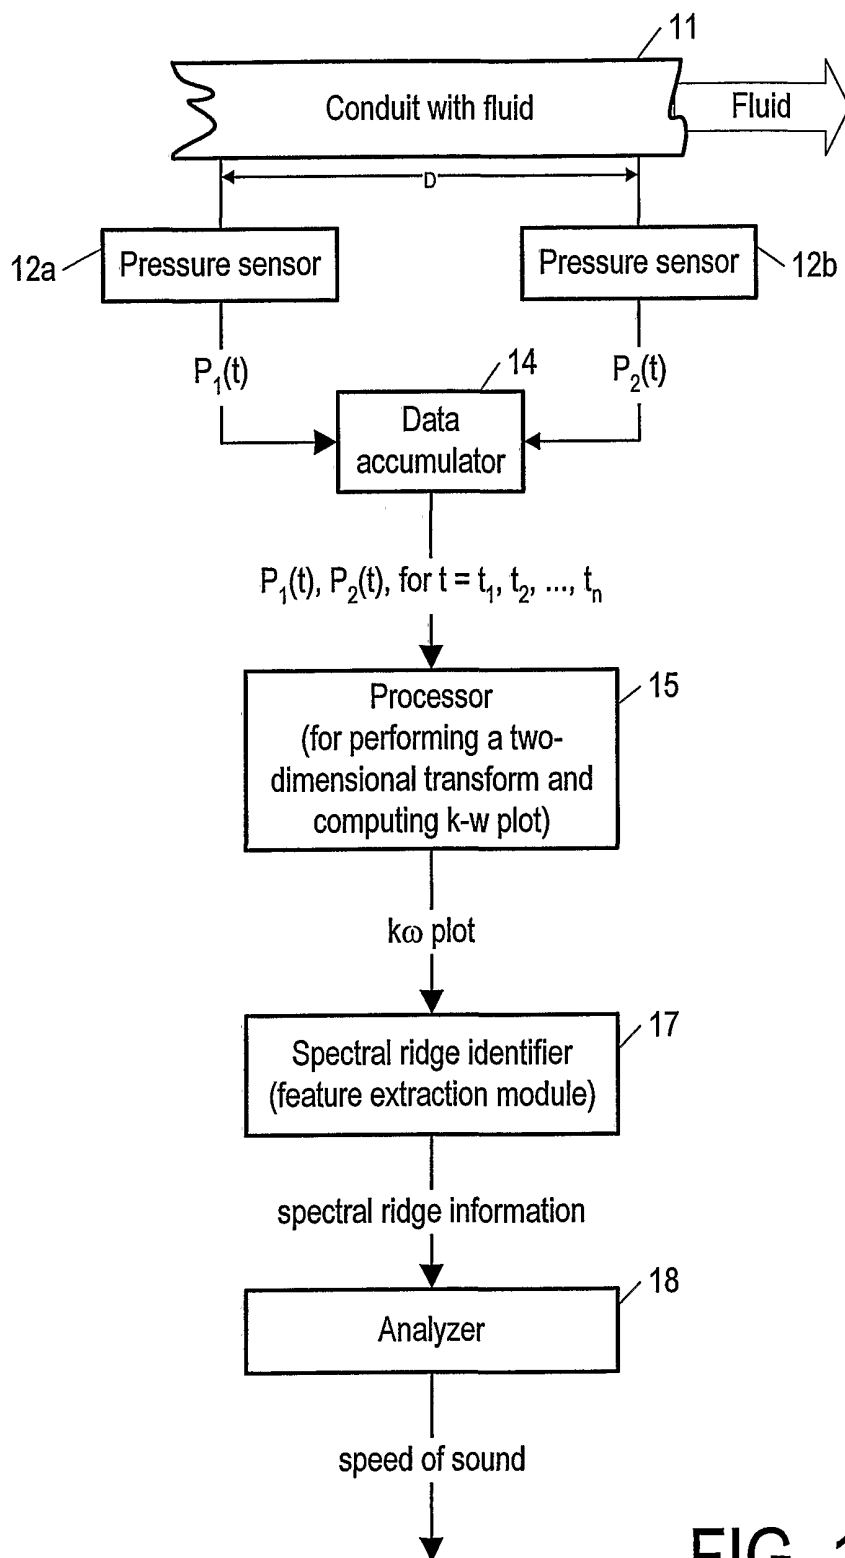 11
Conduit with fluid
Fluid
D
12a
Pressure sensor
Pressure sensor
12b
P1(t)
P2(t)
14
Data
accumulator
P1(t), P2(t), for t = t1, t2, ..., tn
15
Processor
(for performing a two-
dimensional transform and
computing k-w plot)
kω plot
17
Spectral ridge identifier
(feature extraction module)
spectral ridge information
18
Analyzer
speed of sound
FIG. 1